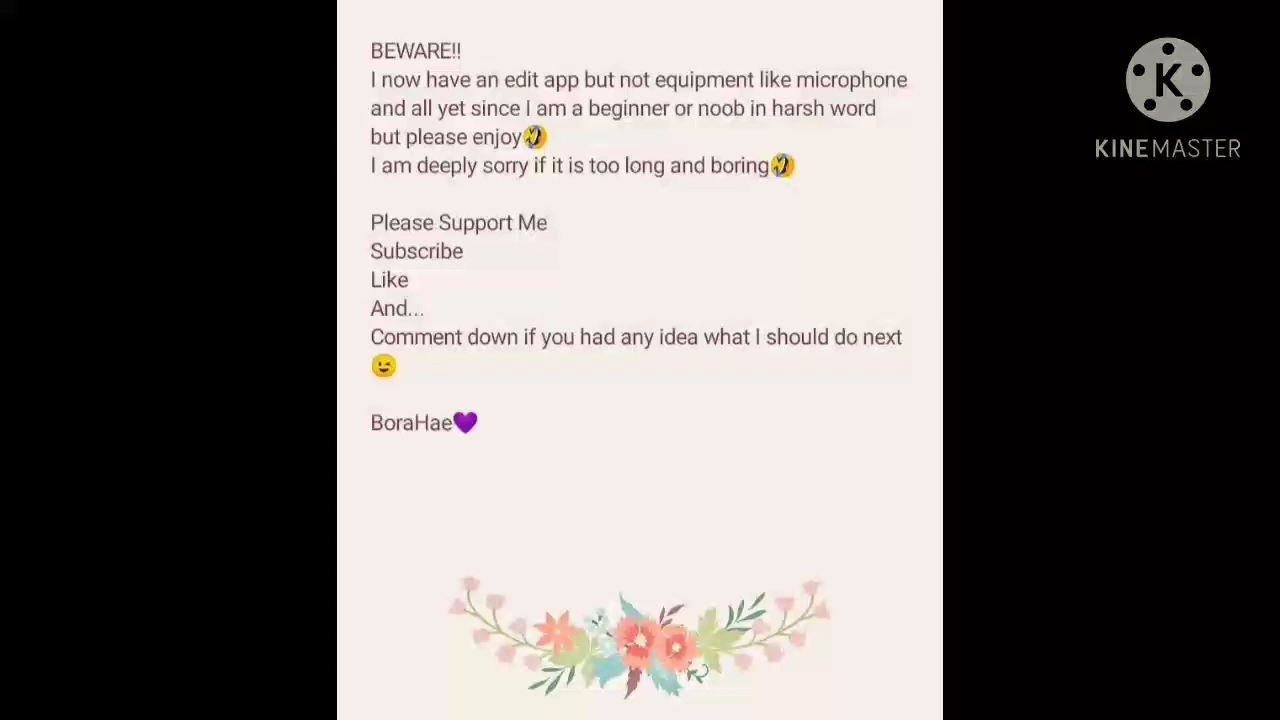 BEWARE!!
I now have an edit app but not equipment like microphone
and all yet since I am a beginner or noob in harsh word
but please enjoy🤣
I am deeply sorry if it is too long and boring🤣
Please Support Me
Subscribe
Like
And...
Comment down if you had any idea what I should do next
😉
BoraHae💜
K
KINEMASTER